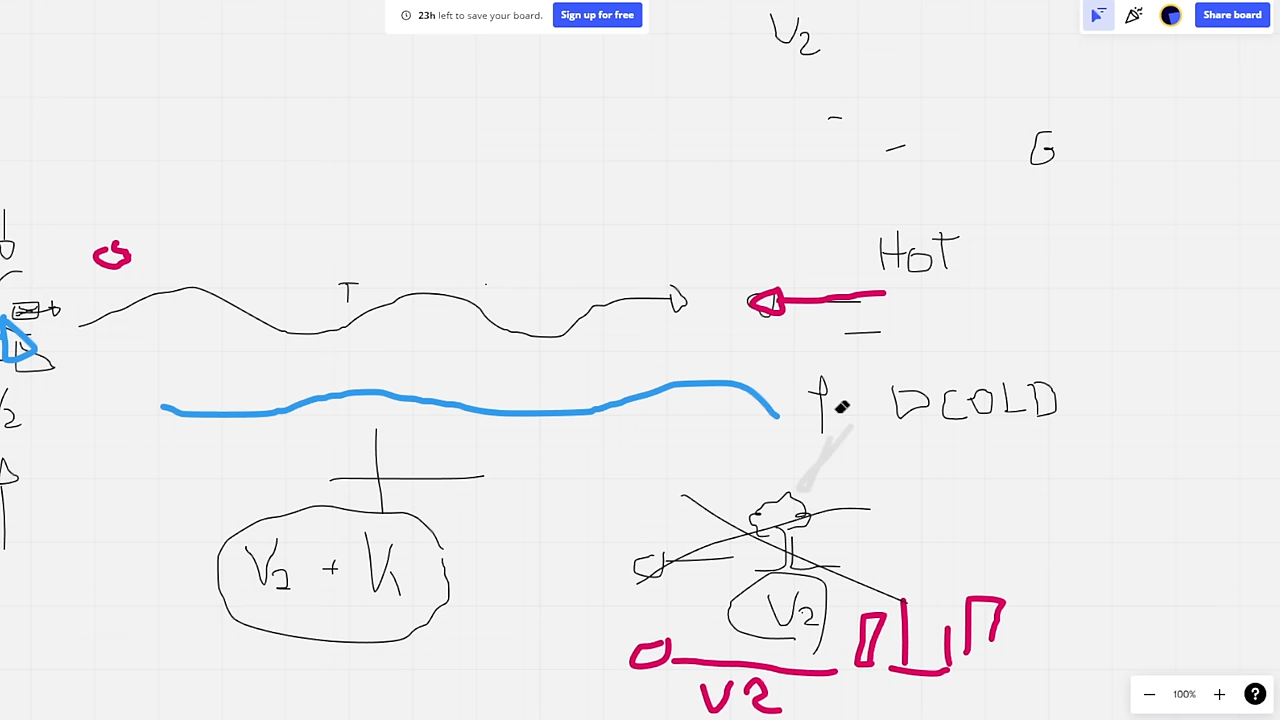 23h left to save your board. Sign up for free
Share board
V2
G
HOT
T
COLD
V2 + V1
V2
V2
100%
?